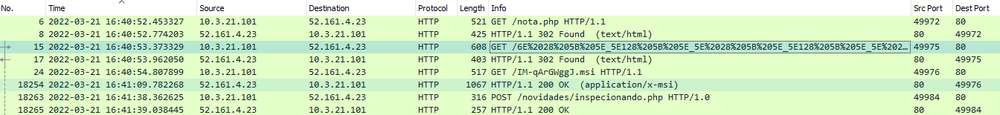 No. Time Source Destination Protocol Length Info Src Port Dest Port
6 2022-03-21 16:40:52.453327 10.3.21.101 52.161.4.23 HTTP 521 GET /nota.php HTTP/1.1 49972 80
8 2022-03-21 16:40:52.774203 52.161.4.23 10.3.21.101 HTTP 425 HTTP/1.1 302 Found (text/html) 80 49972
15 2022-03-21 16:40:53.373329 10.3.21.101 52.161.4.23 HTTP 608 GET /6E%2028%205B%205E_5E128%205B%205E_5E%2028%205B%205E_5E128%205B%205E_5E%202… 49975 80
17 2022-03-21 16:40:53.962050 52.161.4.23 10.3.21.101 HTTP 403 HTTP/1.1 302 Found (text/html) 80 49975
24 2022-03-21 16:40:54.807899 10.3.21.101 52.161.4.23 HTTP 517 GET /IM-qArGWggJ.msi HTTP/1.1 49976 80
18254 2022-03-21 16:41:09.782268 52.161.4.23 10.3.21.101 HTTP 1067 HTTP/1.1 200 OK (application/x-msi) 80 49976
18263 2022-03-21 16:41:38.362625 10.3.21.101 52.161.4.23 HTTP 316 POST /novidades/inspecionando.php HTTP/1.0 49984 80
18265 2022-03-21 16:41:39.038445 52.161.4.23 10.3.21.101 HTTP 257 HTTP/1.1 200 OK 80 49984